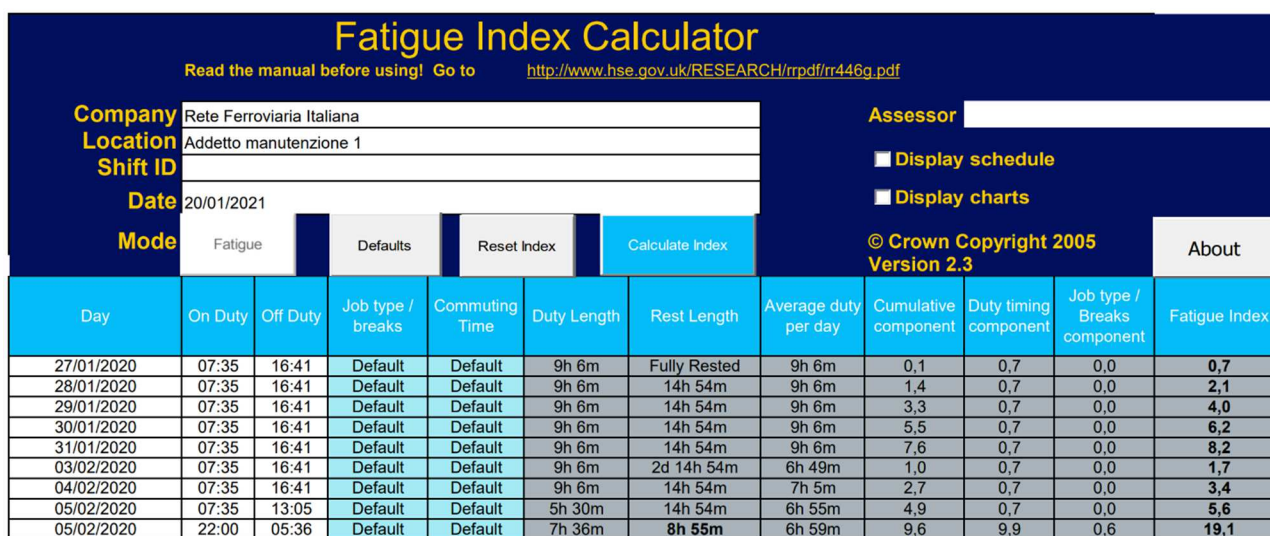 Fatigue Index Calculator
Read the manual before using! Go to http://www.hse.gov.uk/RESEARCH/rrpdf/rr446g.pdf
Company Rete Ferroviaria Italiana Assessor
Location Addetto manutenzione 1
Shift ID Display schedule
Date 20/01/2021 Display charts
Mode Fatigue Defaults Reset Index Calculate Index © Crown Copyright 2005 About
Version 2.3
Day On Duty Off Duty Job type / breaks Commuting Time Duty Length Rest Length Average duty per day Cumulative component Duty timing component Job type / Breaks component Fatigue Index
27/01/2020 07:35 16:41 Default Default 9h 6m Fully Rested 9h 6m 0,1 0,7 0,0 0,7
28/01/2020 07:35 16:41 Default Default 9h 6m 14h 54m 9h 6m 1,4 0,7 0,0 2,1
29/01/2020 07:35 16:41 Default Default 9h 6m 14h 54m 9h 6m 3,3 0,7 0,0 4,0
30/01/2020 07:35 16:41 Default Default 9h 6m 14h 54m 9h 6m 5,5 0,7 0,0 6,2
31/01/2020 07:35 16:41 Default Default 9h 6m 14h 54m 9h 6m 7,6 0,7 0,0 8,2
03/02/2020 07:35 16:41 Default Default 9h 6m 2d 14h 54m 6h 49m 1,0 0,7 0,0 1,7
04/02/2020 07:35 16:41 Default Default 9h 6m 14h 54m 7h 5m 2,7 0,7 0,0 3,4
05/02/2020 07:35 13:05 Default Default 5h 30m 14h 54m 6h 55m 4,9 0,7 0,0 5,6
05/02/2020 22:00 05:36 Default Default 7h 36m 8h 55m 6h 59m 9,6 9,9 0,6 19,1